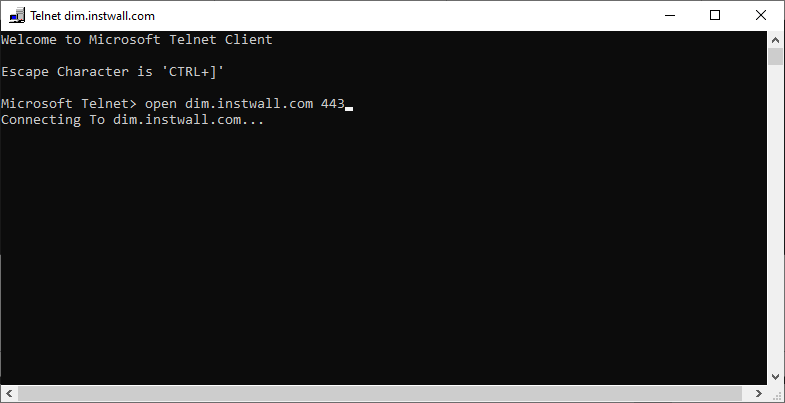 Telnet dim.instwall.com
Welcome to Microsoft Telnet Client
Escape Character is 'CTRL+]'
Microsoft Telnet> open dim.instwall.com 443
Connecting To dim.instwall.com...